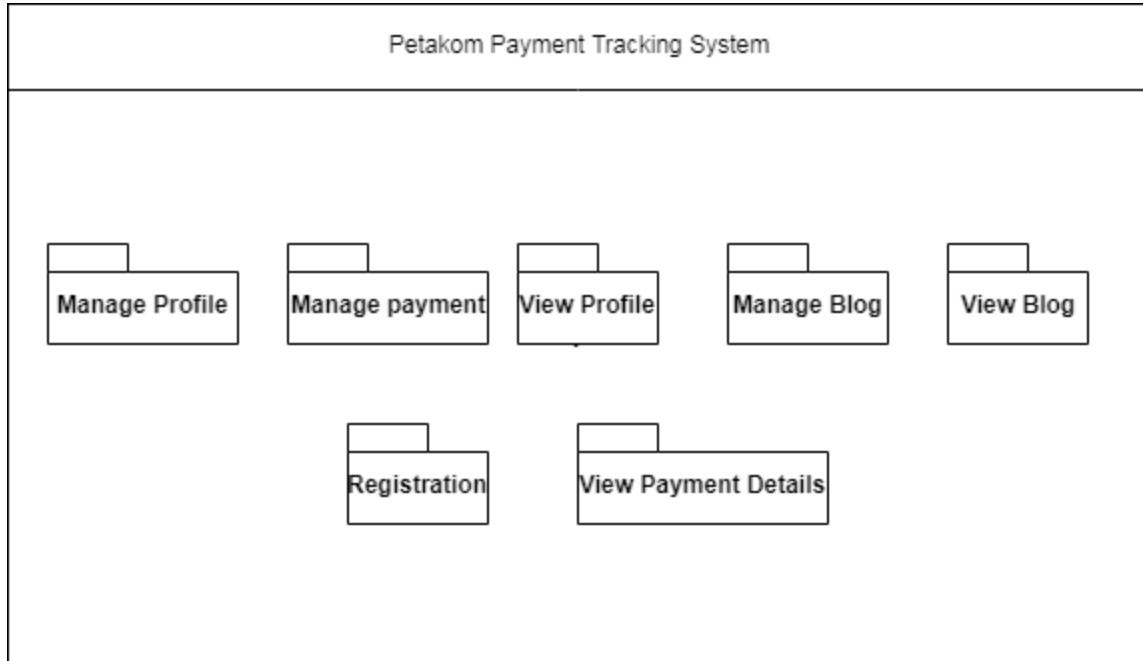 Petakom Payment Tracking System
Manage Profile
Manage payment
View Profile
Manage Blog
View Blog
Registration
View Payment Details